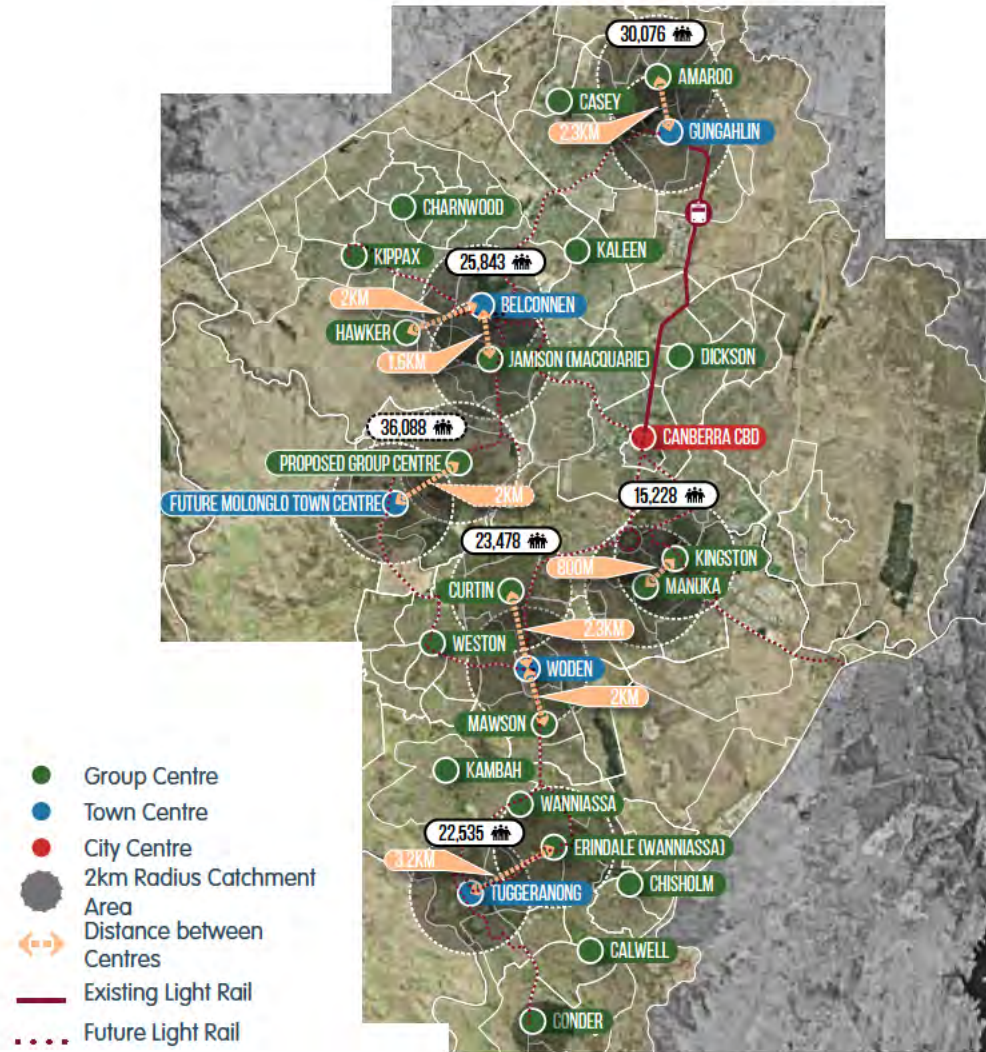 30,076
AMAROO
CASEY
2.3KM
GUNGAHLIN
CHARNWOOD
KALEEN
KIPPAX
25,843
2KM
BELCONNEN
HAWKER
1.6KM
JAMISON (MACQUARIE)
DICKSON
36,088
CANBERRA CBD
PROPOSED GROUP CENTRE
FUTURE MOLONGLO TOWN CENTRE
2KM
15,228
23,478
KINGSTON
800M
MANUKA
CURTIN
2.3KM
WESTON
WODEN
2KM
MAWSON
KAMBAH
WANNIASSA
22,535
ERINDALE (WANNIASSA)
3.2KM
CHISHOLM
TUGGERANONG
CALWELL
CONDER
Group Centre
Town Centre
City Centre
2km Radius Catchment
Area
Distance between
Centres
Existing Light Rail
Future Light Rail